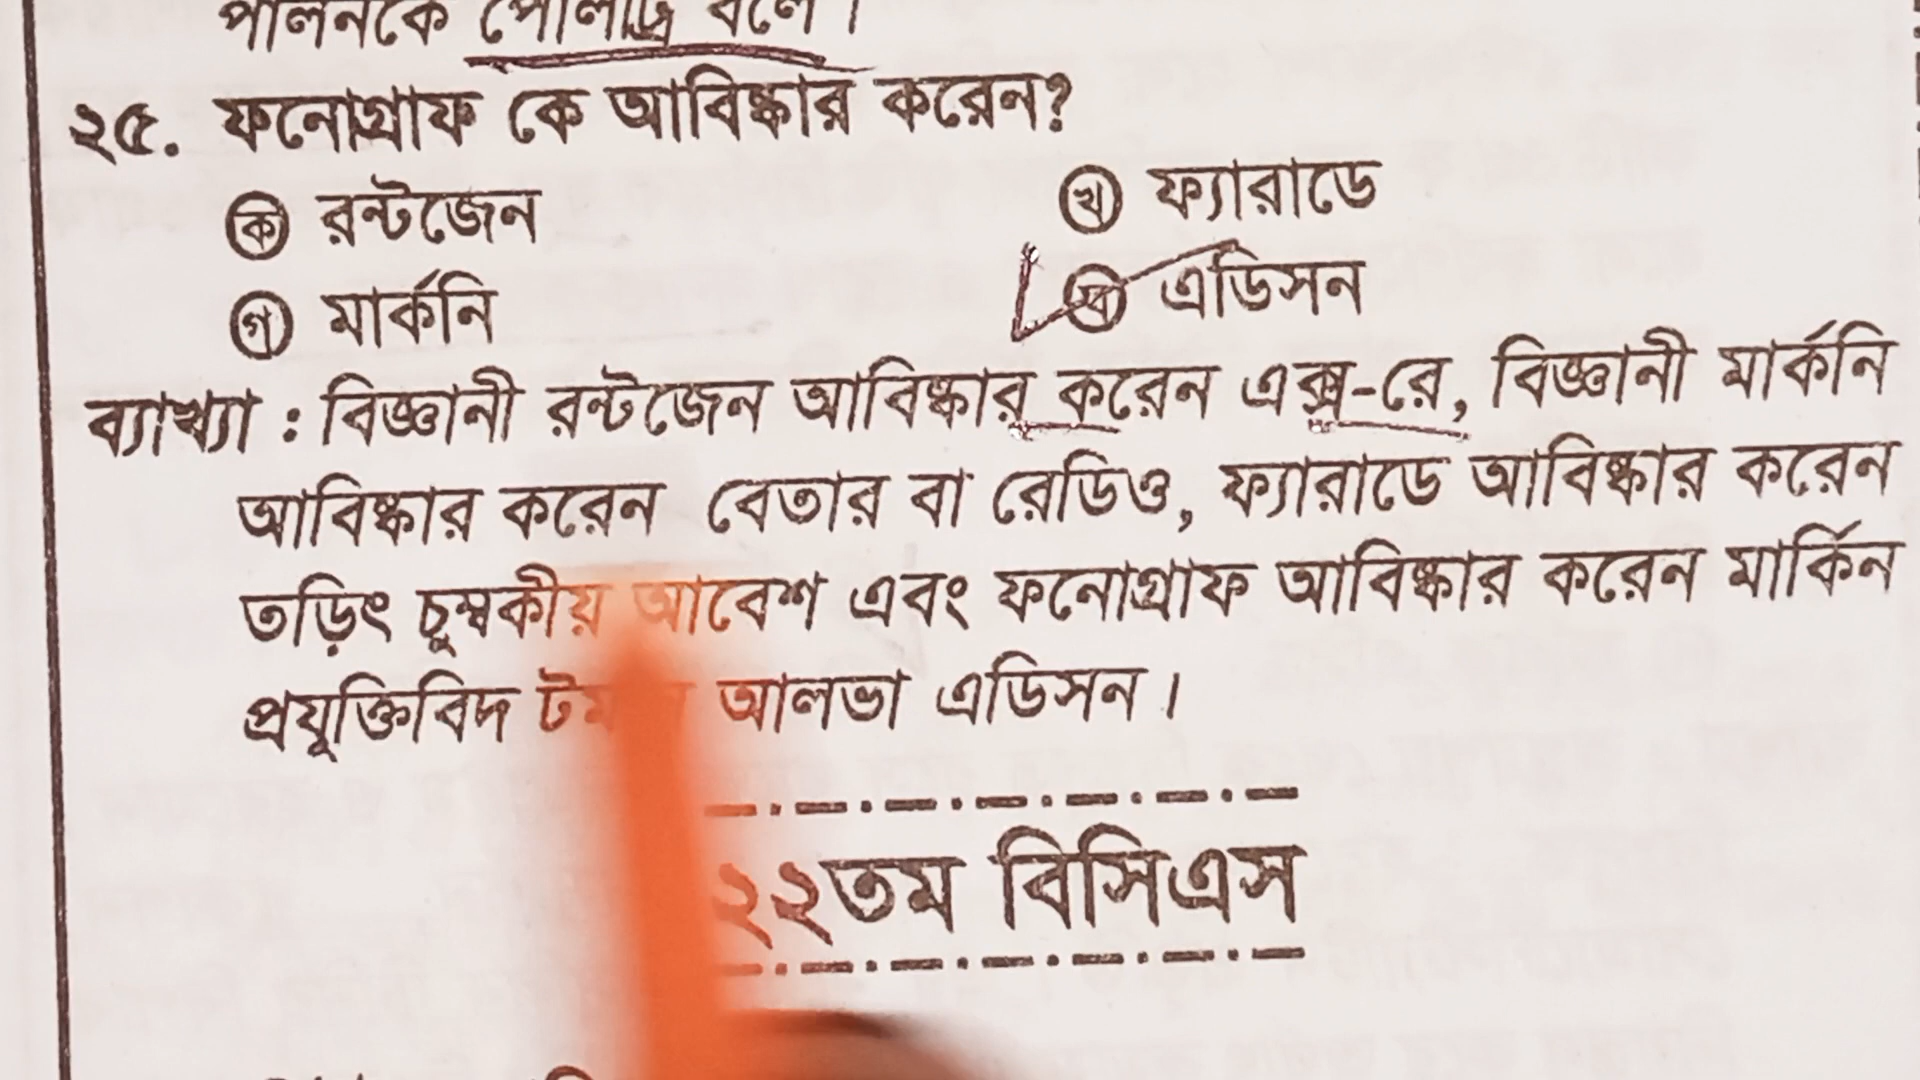 পালনকে পোলট্রি বলে।
২৫. ফনোগ্রাফ কে আবিষ্কার করেন?
ক রন্টজেন খ ফ্যারাডে
গ মার্কনি ঘ এডিসন
ব্যাখ্যা : বিজ্ঞানী রন্টজেন আবিষ্কার করেন এক্স-রে, বিজ্ঞানী মার্কনি
আবিষ্কার করেন বেতার বা রেডিও, ফ্যারাডে আবিষ্কার করেন
তড়িৎ চুম্বকীয় আবেশ এবং ফনোগ্রাফ আবিষ্কার করেন মার্কিন
প্রযুক্তিবিদ আলভা এডিসন।
২২তম বিসিএস